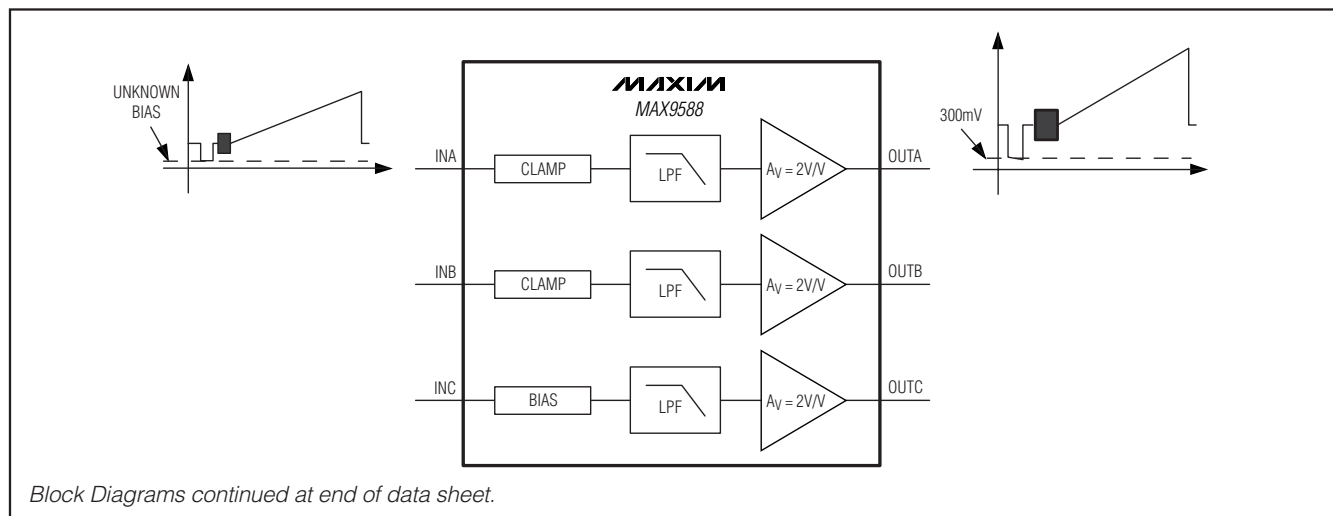 UNKNOWN
BIAS
MAXIM
MAX9588
300mV
INA
CLAMP
LPF
AV = 2V/V
OUTA
INB
CLAMP
LPF
AV = 2V/V
OUTB
INC
BIAS
LPF
AV = 2V/V
OUTC
Block Diagrams continued at end of data sheet.